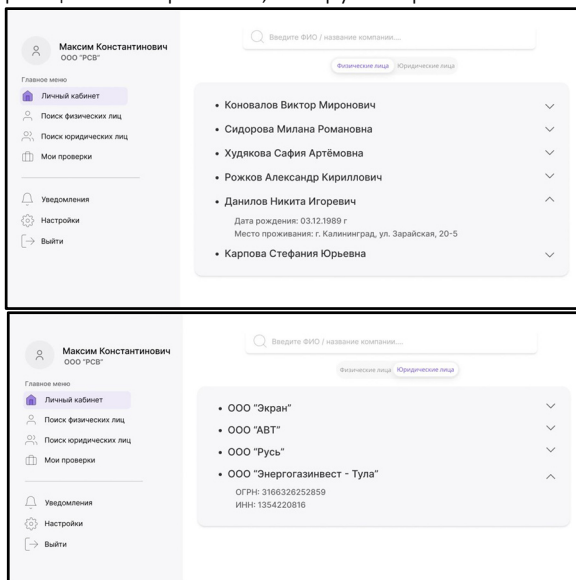 Максим Константинович
ООО "РСВ"
Главное меню
Личный кабинет
Поиск физических лиц
Поиск юридических лиц
Мои проверки
Уведомления
Настройки
Выйти
Введите ФИО / название компании....
Физические лица Юридические лица
• Коновалов Виктор Миронович
• Сидорова Милана Романовна
• Худякова Сафия Артёмовна
• Рожков Александр Кириллович
• Данилов Никита Игоревич
Дата рождения: 03.12.1989 г
Место проживания: г. Калининград, ул. Зарайская, 20-5
• Карпова Стефания Юрьевна
Максим Константинович
ООО "РСВ"
Главное меню
Личный кабинет
Поиск физических лиц
Поиск юридических лиц
Мои проверки
Уведомления
Настройки
Выйти
Введите ФИО / название компании....
Физические лица Юридические лица
• ООО "Экран"
• ООО "АВТ"
• ООО "Русь"
• ООО "Энергогазинвест - Тула"
ОГРН: 3166326252859
ИНН: 1354220816